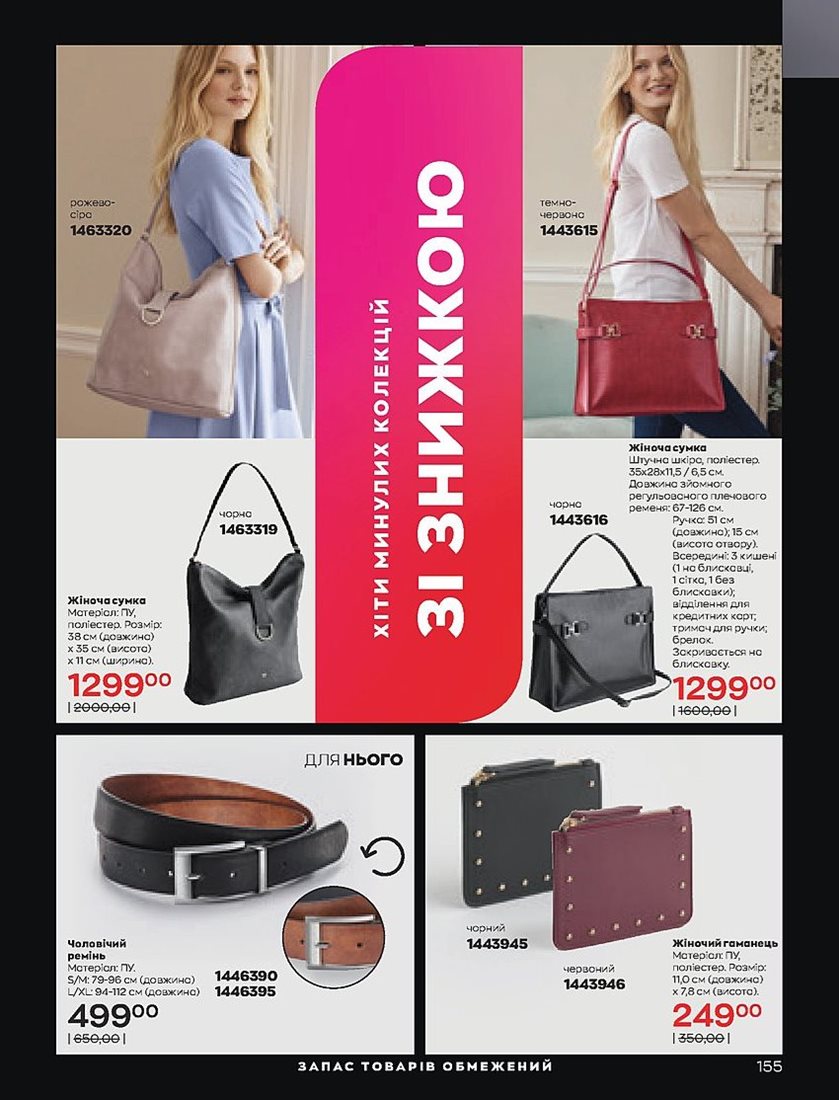 рожево-
сіра
1463320
темно-
червона
1443615
ХІТИ МИНУЛИХ КОЛЕКЦІЙ
ЗІ ЗНИЖКОЮ
чорна
1463319
Жіноча сумка
Матеріал: ПУ,
поліестер. Розмір:
38 см (довжина)
х 35 см (висота)
х 11 см (ширина).
1299⁰⁰
| 2000,00 |
чорна
1443616
Жіноча сумка
Штучна шкіра, поліестер.
35х28х11,5 / 6,5 см.
Довжина зйомного
регульованого плечового
ременя: 67-126 см.
Ручка: 51 см
(довжина); 15 см
(висота отвору).
Всередині: 3 кишені
(1 на блискавці,
1 сітка, 1 без
блискавки);
відділення для
кредитних карт;
тримач для ручки;
брелок.
Закривається на
блискавку.
1299⁰⁰
| 1600,00 |
ДЛЯ НЬОГО
Чоловічий
ремінь
Матеріал: ПУ.
S/M: 79-96 см (довжина) 1446390
L/XL: 94-112 см (довжина) 1446395
499⁰⁰
| 650,00 |
чорний
1443945
червоний
1443946
Жіночий гаманець
Матеріал: ПУ,
поліестер. Розмір:
11,0 см (довжина)
х 7,8 см (висота).
249⁰⁰
| 350,00 |
ЗАПАС ТОВАРІВ ОБМЕЖЕНИЙ
155